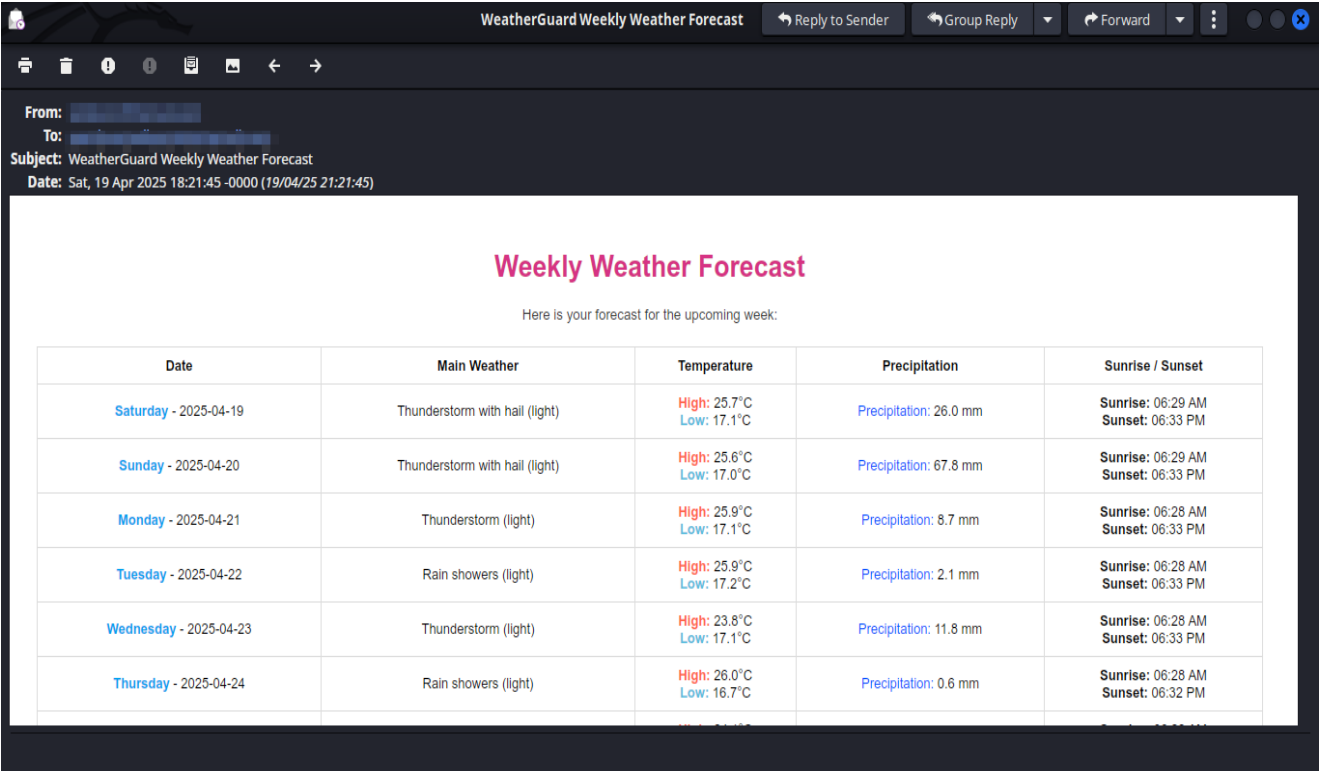 WeatherGuard Weekly Weather Forecast
Reply to Sender
Group Reply
Forward
From:
To:
Subject: WeatherGuard Weekly Weather Forecast
Date: Sat, 19 Apr 2025 18:21:45 -0000 (19/04/25 21:21:45)
Weekly Weather Forecast
Here is your forecast for the upcoming week:
Date Main Weather Temperature Precipitation Sunrise / Sunset
Saturday - 2025-04-19 Thunderstorm with hail (light) High: 25.7°C Precipitation: 26.0 mm Sunrise: 06:29 AM
Low: 17.1°C Sunset: 06:33 PM
Sunday - 2025-04-20 Thunderstorm with hail (light) High: 25.6°C Precipitation: 67.8 mm Sunrise: 06:29 AM
Low: 17.0°C Sunset: 06:33 PM
Monday - 2025-04-21 Thunderstorm (light) High: 25.9°C Precipitation: 8.7 mm Sunrise: 06:28 AM
Low: 17.1°C Sunset: 06:33 PM
Tuesday - 2025-04-22 Rain showers (light) High: 25.9°C Precipitation: 2.1 mm Sunrise: 06:28 AM
Low: 17.2°C Sunset: 06:33 PM
Wednesday - 2025-04-23 Thunderstorm (light) High: 23.8°C Precipitation: 11.8 mm Sunrise: 06:28 AM
Low: 17.1°C Sunset: 06:33 PM
Thursday - 2025-04-24 Rain showers (light) High: 26.0°C Precipitation: 0.6 mm Sunrise: 06:28 AM
Low: 16.7°C Sunset: 06:32 PM